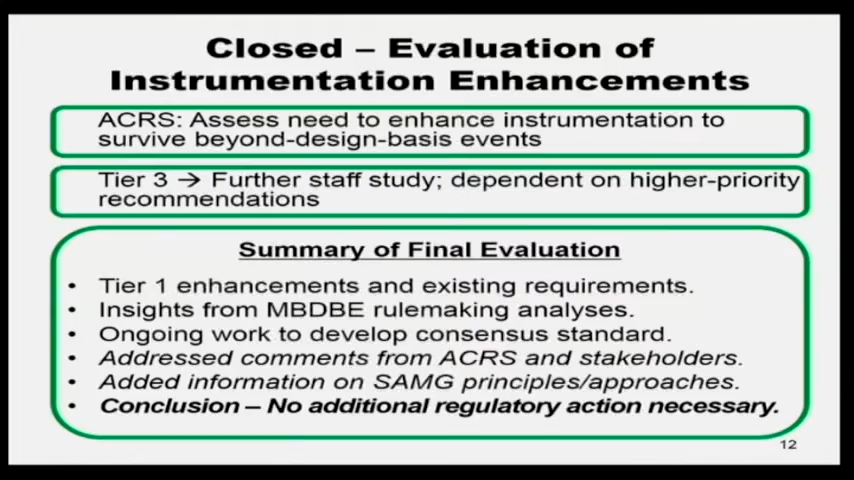 Closed – Evaluation of
Instrumentation Enhancements
ACRS: Assess need to enhance instrumentation to
survive beyond-design-basis events
Tier 3 → Further staff study; dependent on higher-priority
recommendations
Summary of Final Evaluation
• Tier 1 enhancements and existing requirements.
• Insights from MBDBE rulemaking analyses.
• Ongoing work to develop consensus standard.
• Addressed comments from ACRS and stakeholders.
• Added information on SAMG principles/approaches.
• Conclusion – No additional regulatory action necessary.
12